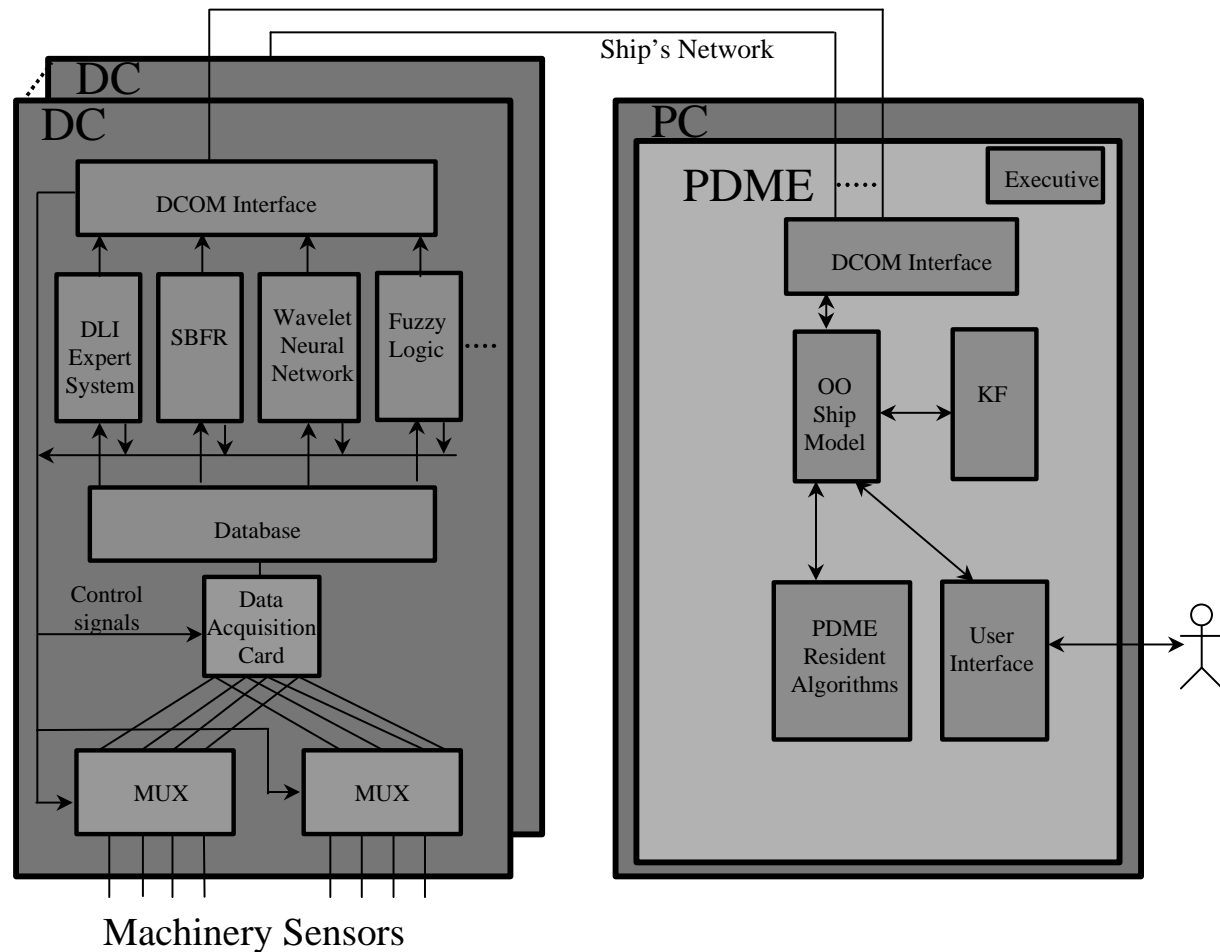 Ship's Network
DC
DC
DCOM Interface
DLI
Expert
System
SBFR
Wavelet
Neural
Network
Fuzzy
Logic
Database
Control
signals
Data
Acquisition
Card
MUX
MUX
Machinery Sensors
PC
PDME
Executive
DCOM Interface
OO
Ship
Model
KF
PDME
Resident
Algorithms
User
Interface